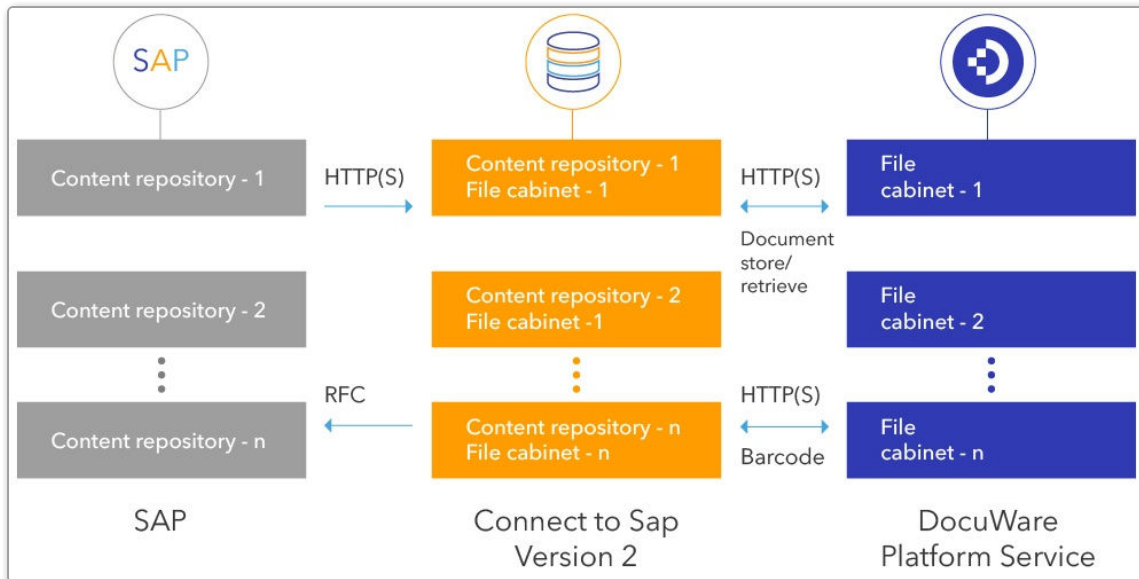 SAP
Content repository - 1
HTTP(S)
Content repository - 1
File cabinet - 1
HTTP(S)
Document
store/
retrieve
File
cabinet - 1
Content repository - 2
Content repository - 2
File cabinet -1
File
cabinet - 2
Content repository - n
RFC
Content repository - n
File cabinet - n
HTTP(S)
Barcode
File
cabinet - n
SAP
Connect to Sap
Version 2
DocuWare
Platform Service